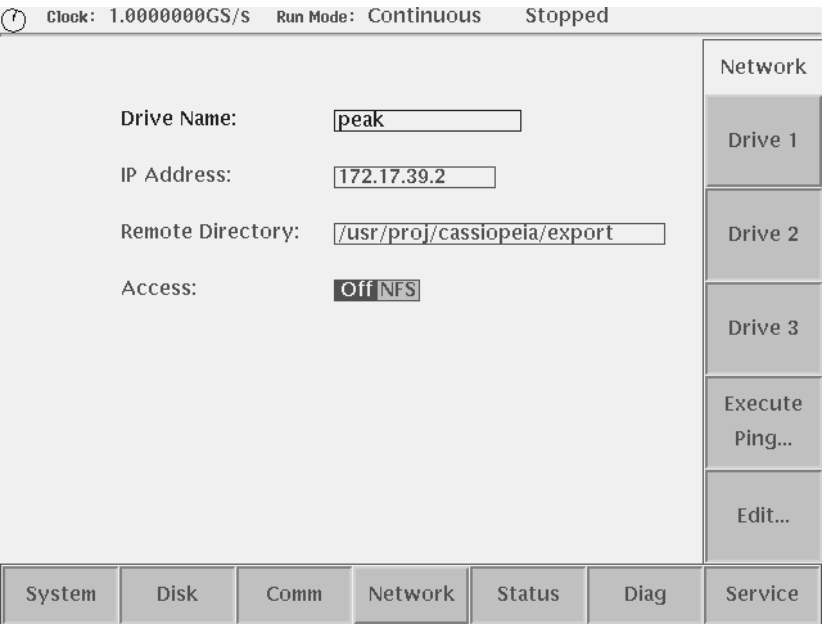 Clock: 1.0000000GS/s Run Mode: Continuous Stopped
Network
Drive Name: peak
Drive 1
IP Address: 172.17.39.2
Remote Directory: /usr/proj/cassiopeia/export
Drive 2
Access: Off NFS
Drive 3
Execute
Ping...
Edit...
System Disk Comm Network Status Diag Service